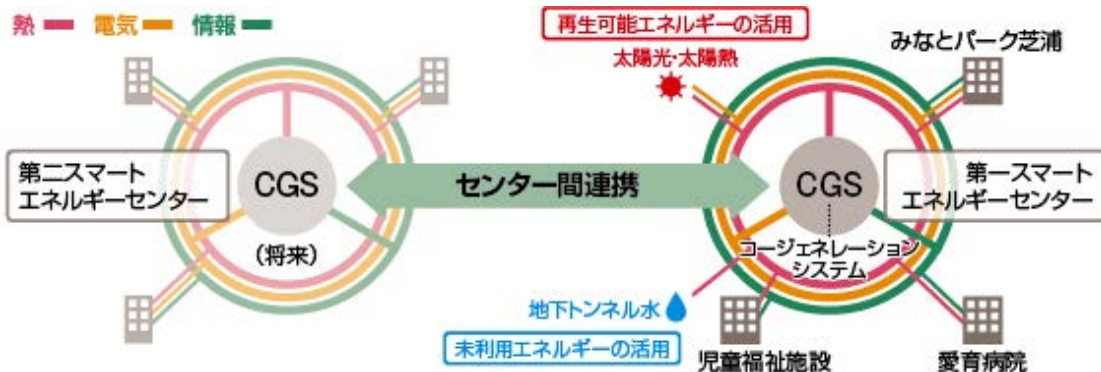 熱 電気 情報
再生可能エネルギーの活用
太陽光・太陽熱
みなとパーク芝浦
第二スマート
エネルギーセンター
CGS
(将来)
センター間連携
CGS
コージェネレーション
システム
第一スマート
エネルギーセンター
地下トンネル水
未利用エネルギーの活用
児童福祉施設
愛育病院